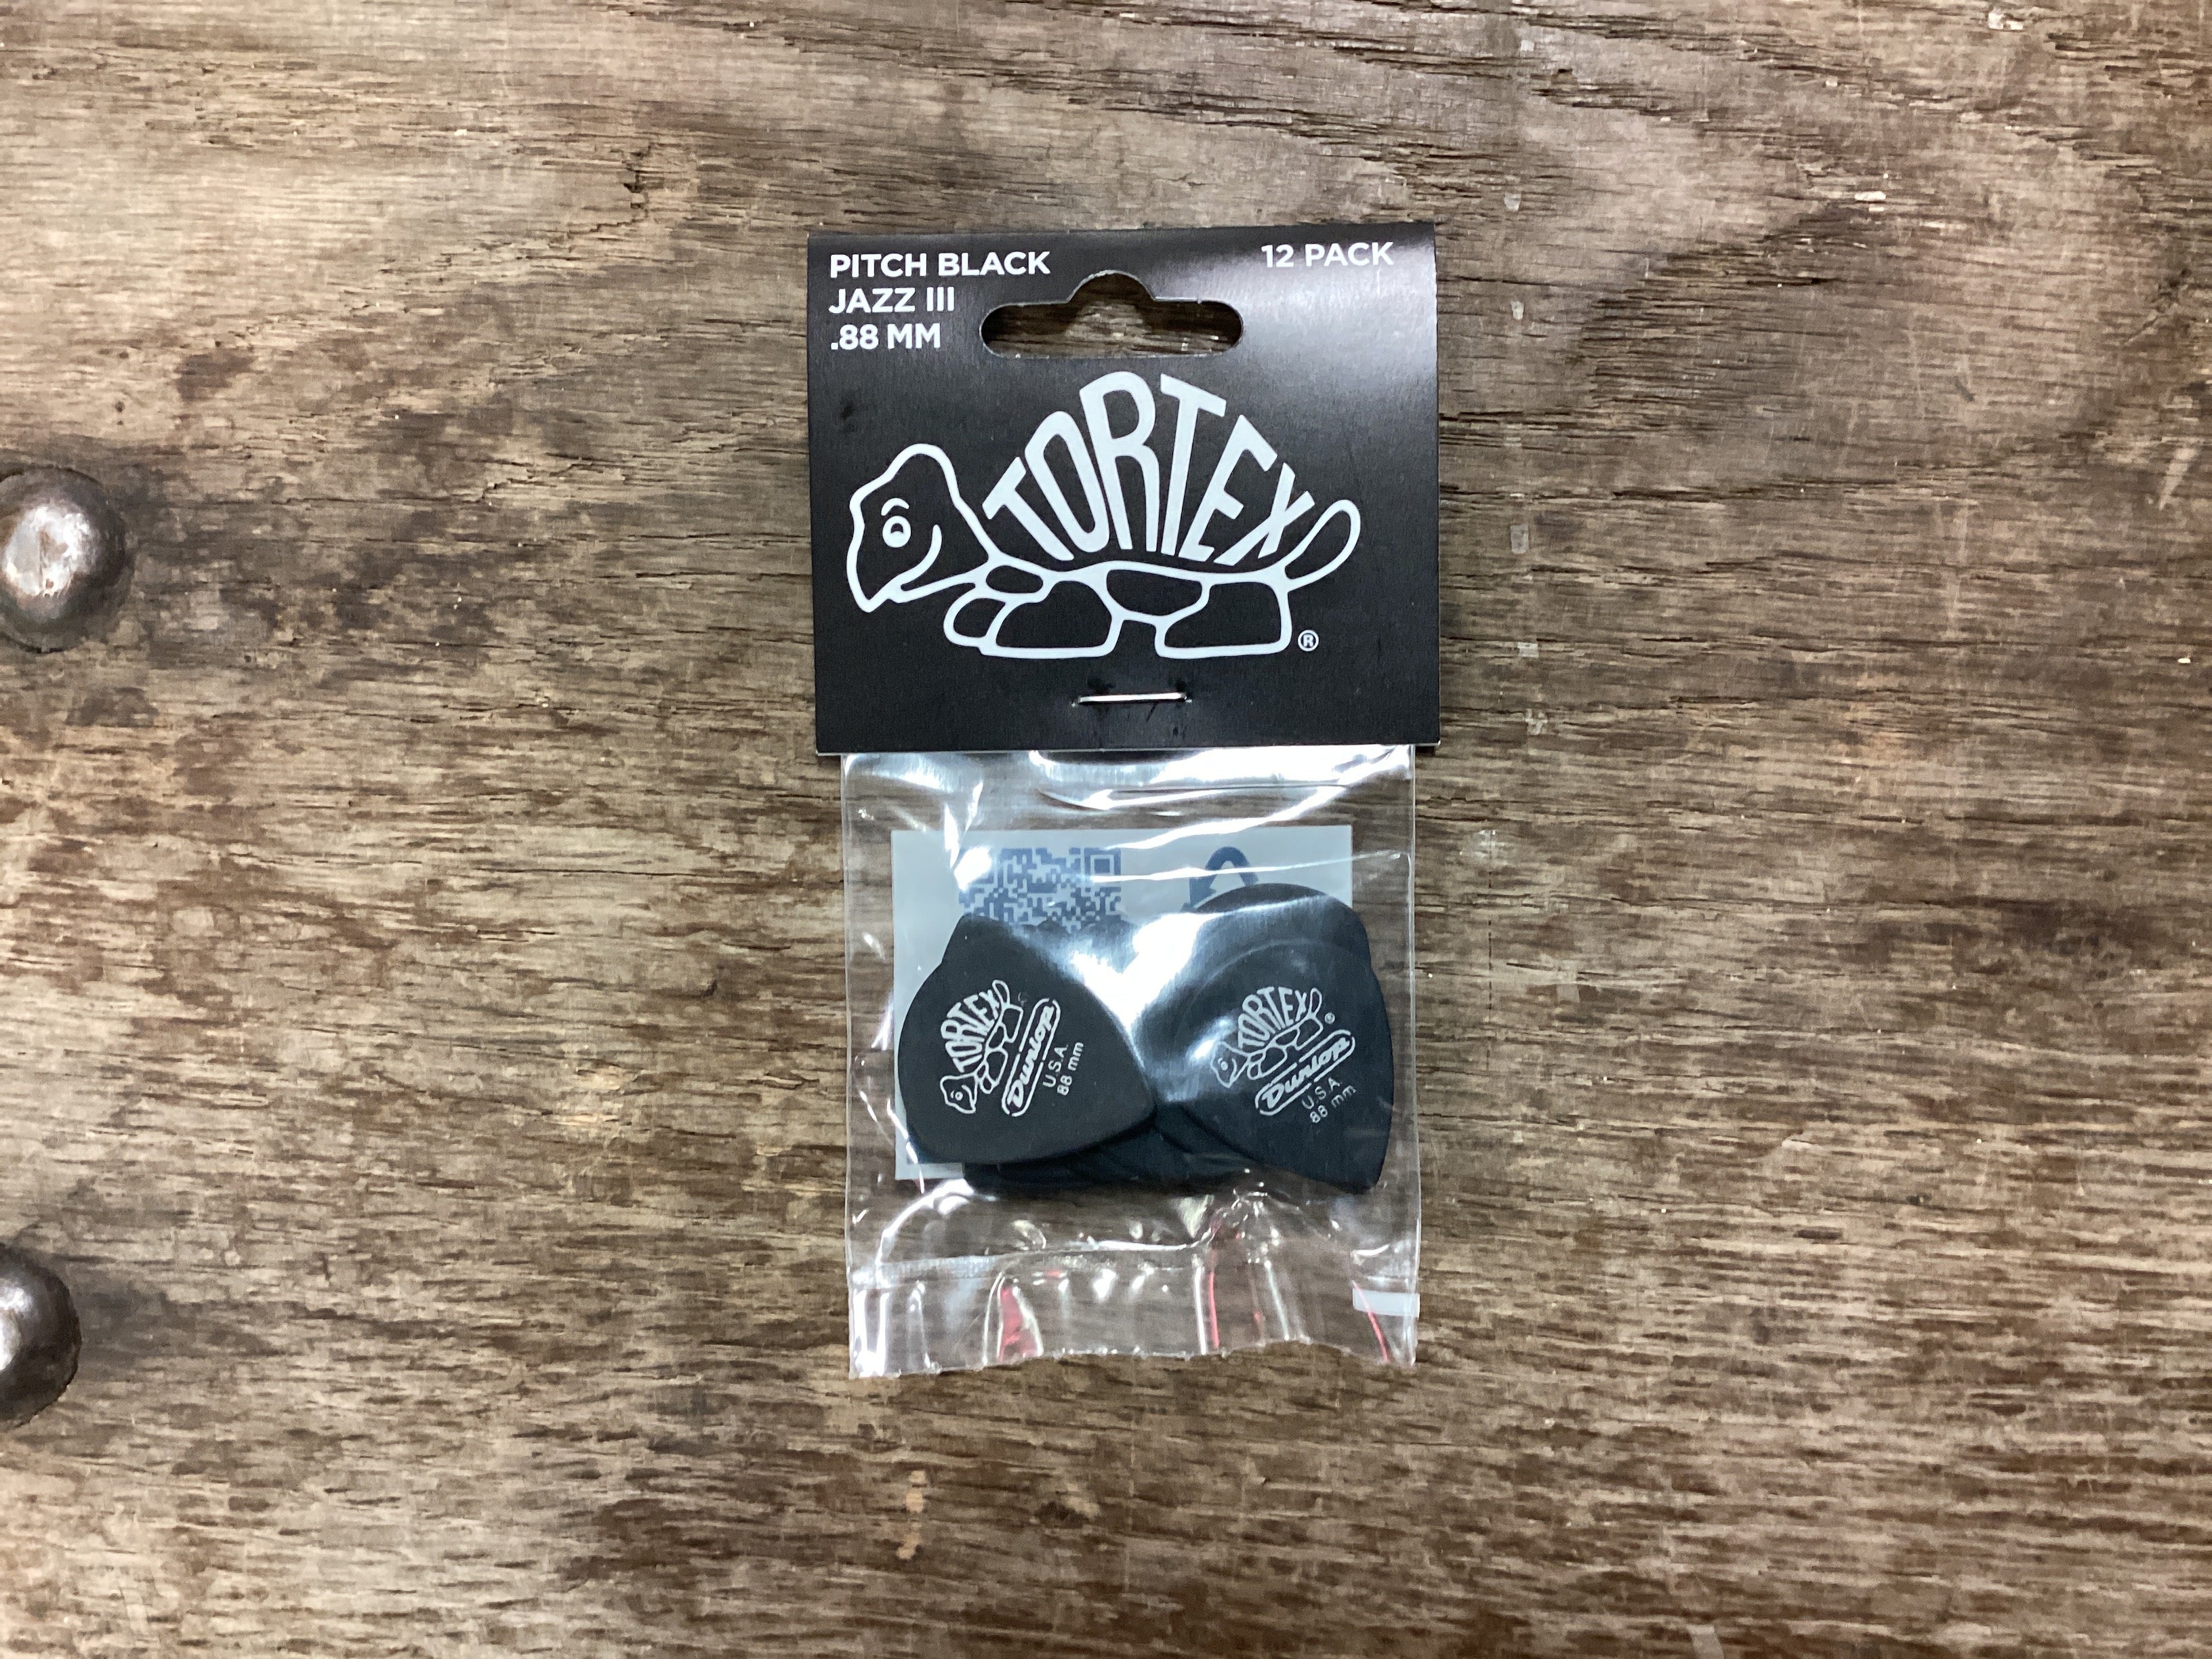 PITCH BLACK
JAZZ III
.88 MM
12 PACK
TORTEX
®
TORTEX
Dunlop
U.S.A.
88 mm
TORTEX
®
Dunlop
U.S.A.
88 mm